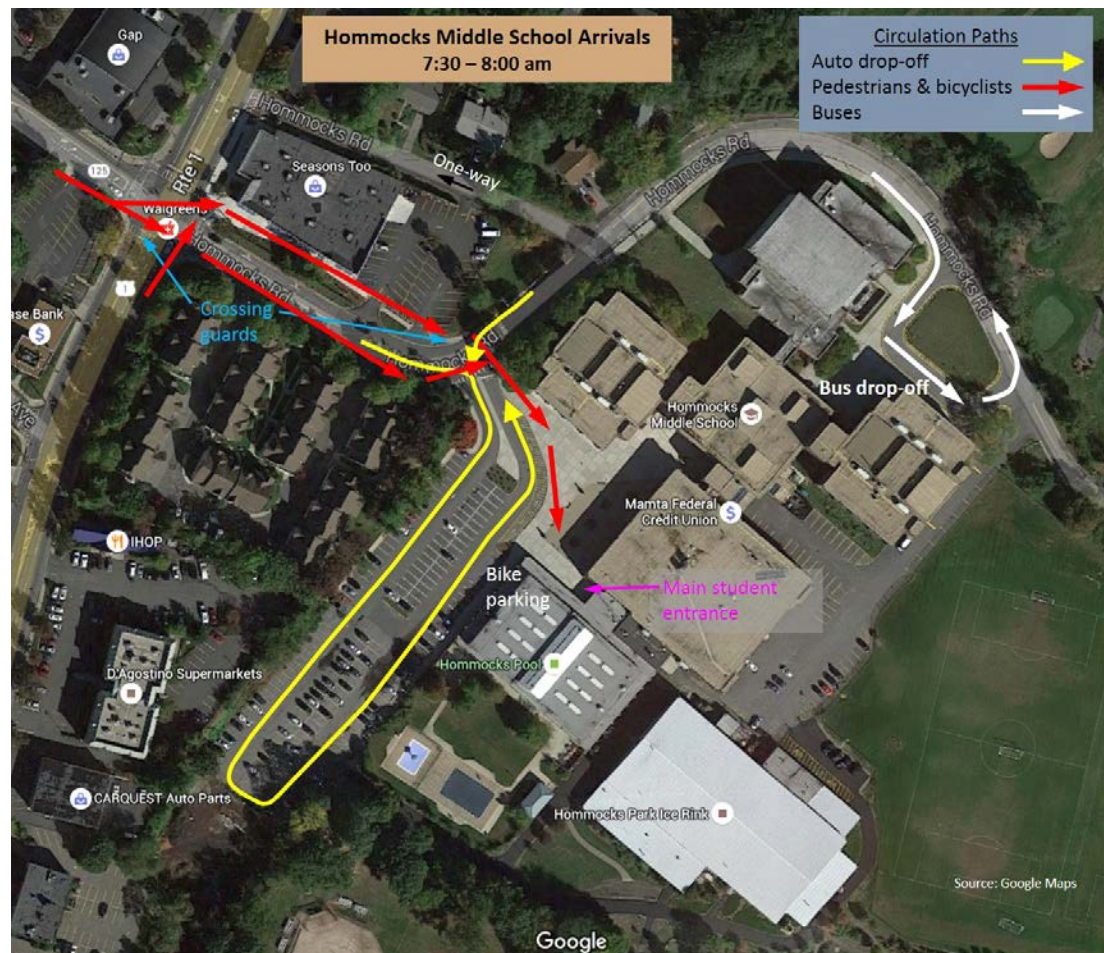 Hommocks Middle School Arrivals
7:30 – 8:00 am
Circulation Paths
Auto drop-off
Pedestrians & bicyclists
Buses
Gap
Hommocks Rd
One-way
Hommocks Rd
Hommocks Rd
Rte 1
125
Seasons Too
Walgreens
Hommocks Rd
1
Crossing
guards
ase Bank
Ave
Hommocks Rd
Bus drop-off
Hommocks
Middle School
Mamta Federal
Credit Union
IHOP
Bike
parking
Main student
entrance
Hommocks Pool
D'Agostino Supermarkets
CARQUEST Auto Parts
Hommocks Park Ice Rink
Source: Google Maps
Google